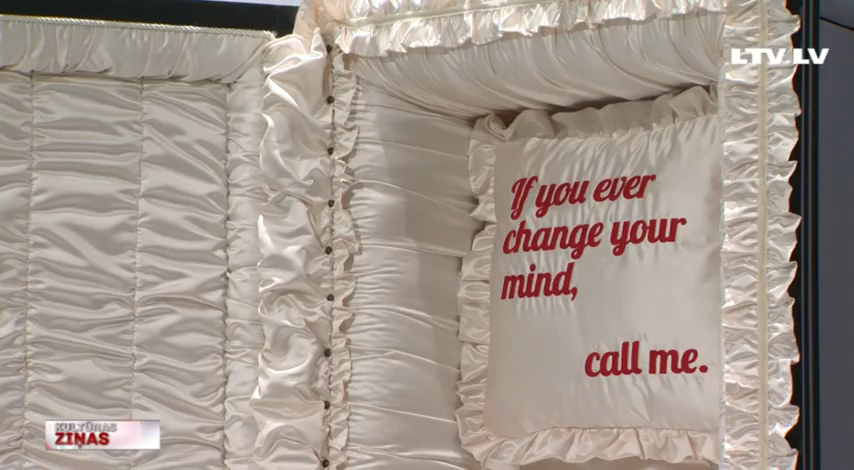 LTV.LV
If you ever
change your
mind,
call me.
KULTŪRAS
ZIŅAS